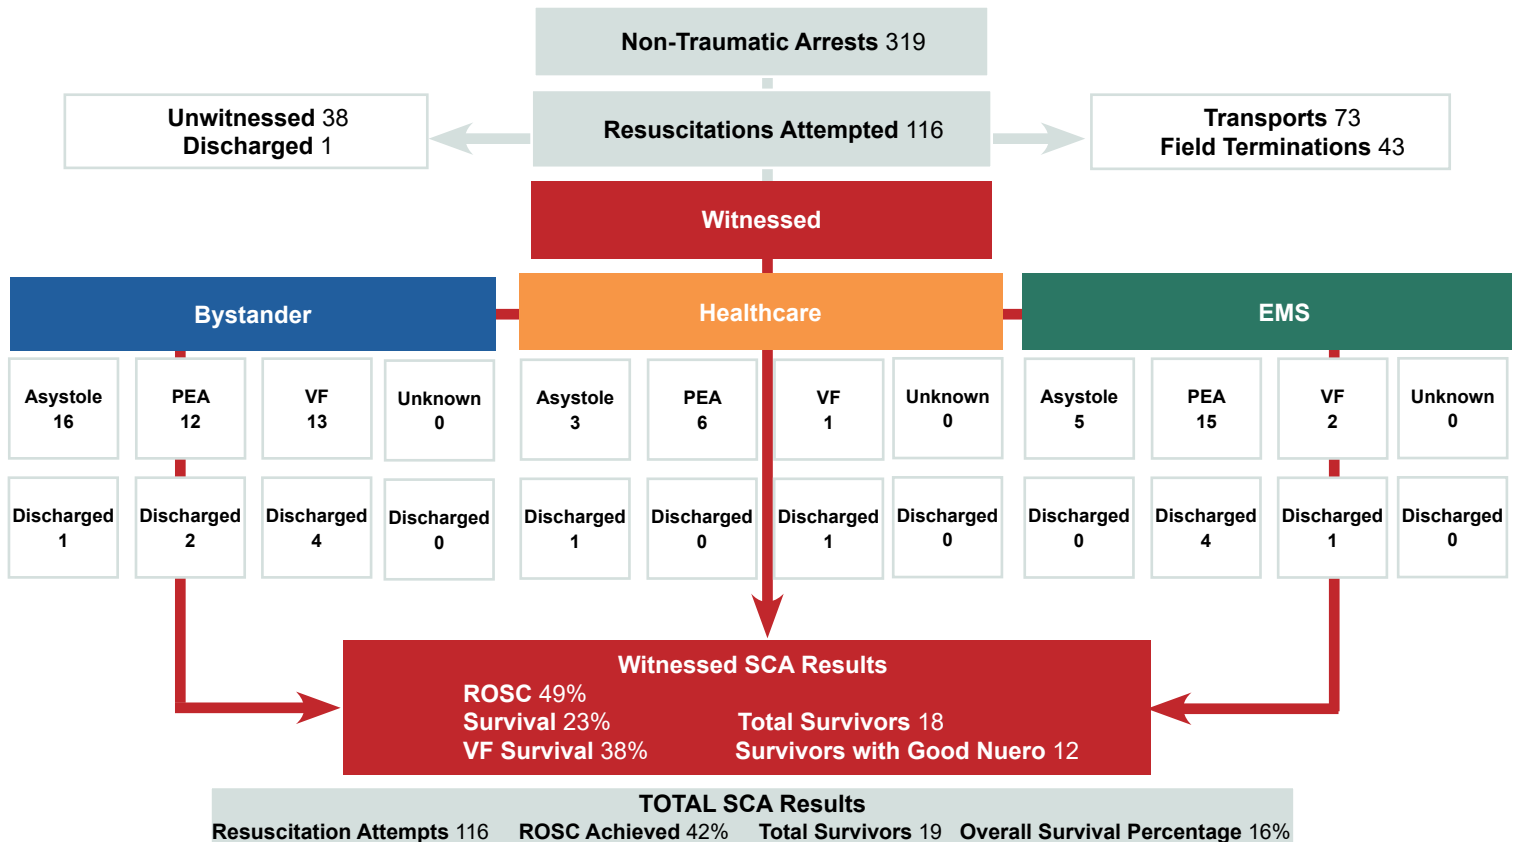 Non-Traumatic Arrests 319
Unwitnessed 38
Discharged 1
Resuscitations Attempted 116
Transports 73
Field Terminations 43
Witnessed
Bystander
Healthcare
EMS
Asystole
16
PEA
12
VF
13
Unknown
0
Asystole
3
PEA
6
VF
1
Unknown
0
Asystole
5
PEA
15
VF
2
Unknown
0
Discharged
1
Discharged
2
Discharged
4
Discharged
0
Discharged
1
Discharged
0
Discharged
1
Discharged
0
Discharged
0
Discharged
4
Discharged
1
Discharged
0
Witnessed SCA Results
ROSC 49%
Survival 23% Total Survivors 18
VF Survival 38% Survivors with Good Nuero 12
TOTAL SCA Results
Resuscitation Attempts 116 ROSC Achieved 42% Total Survivors 19 Overall Survival Percentage 16%